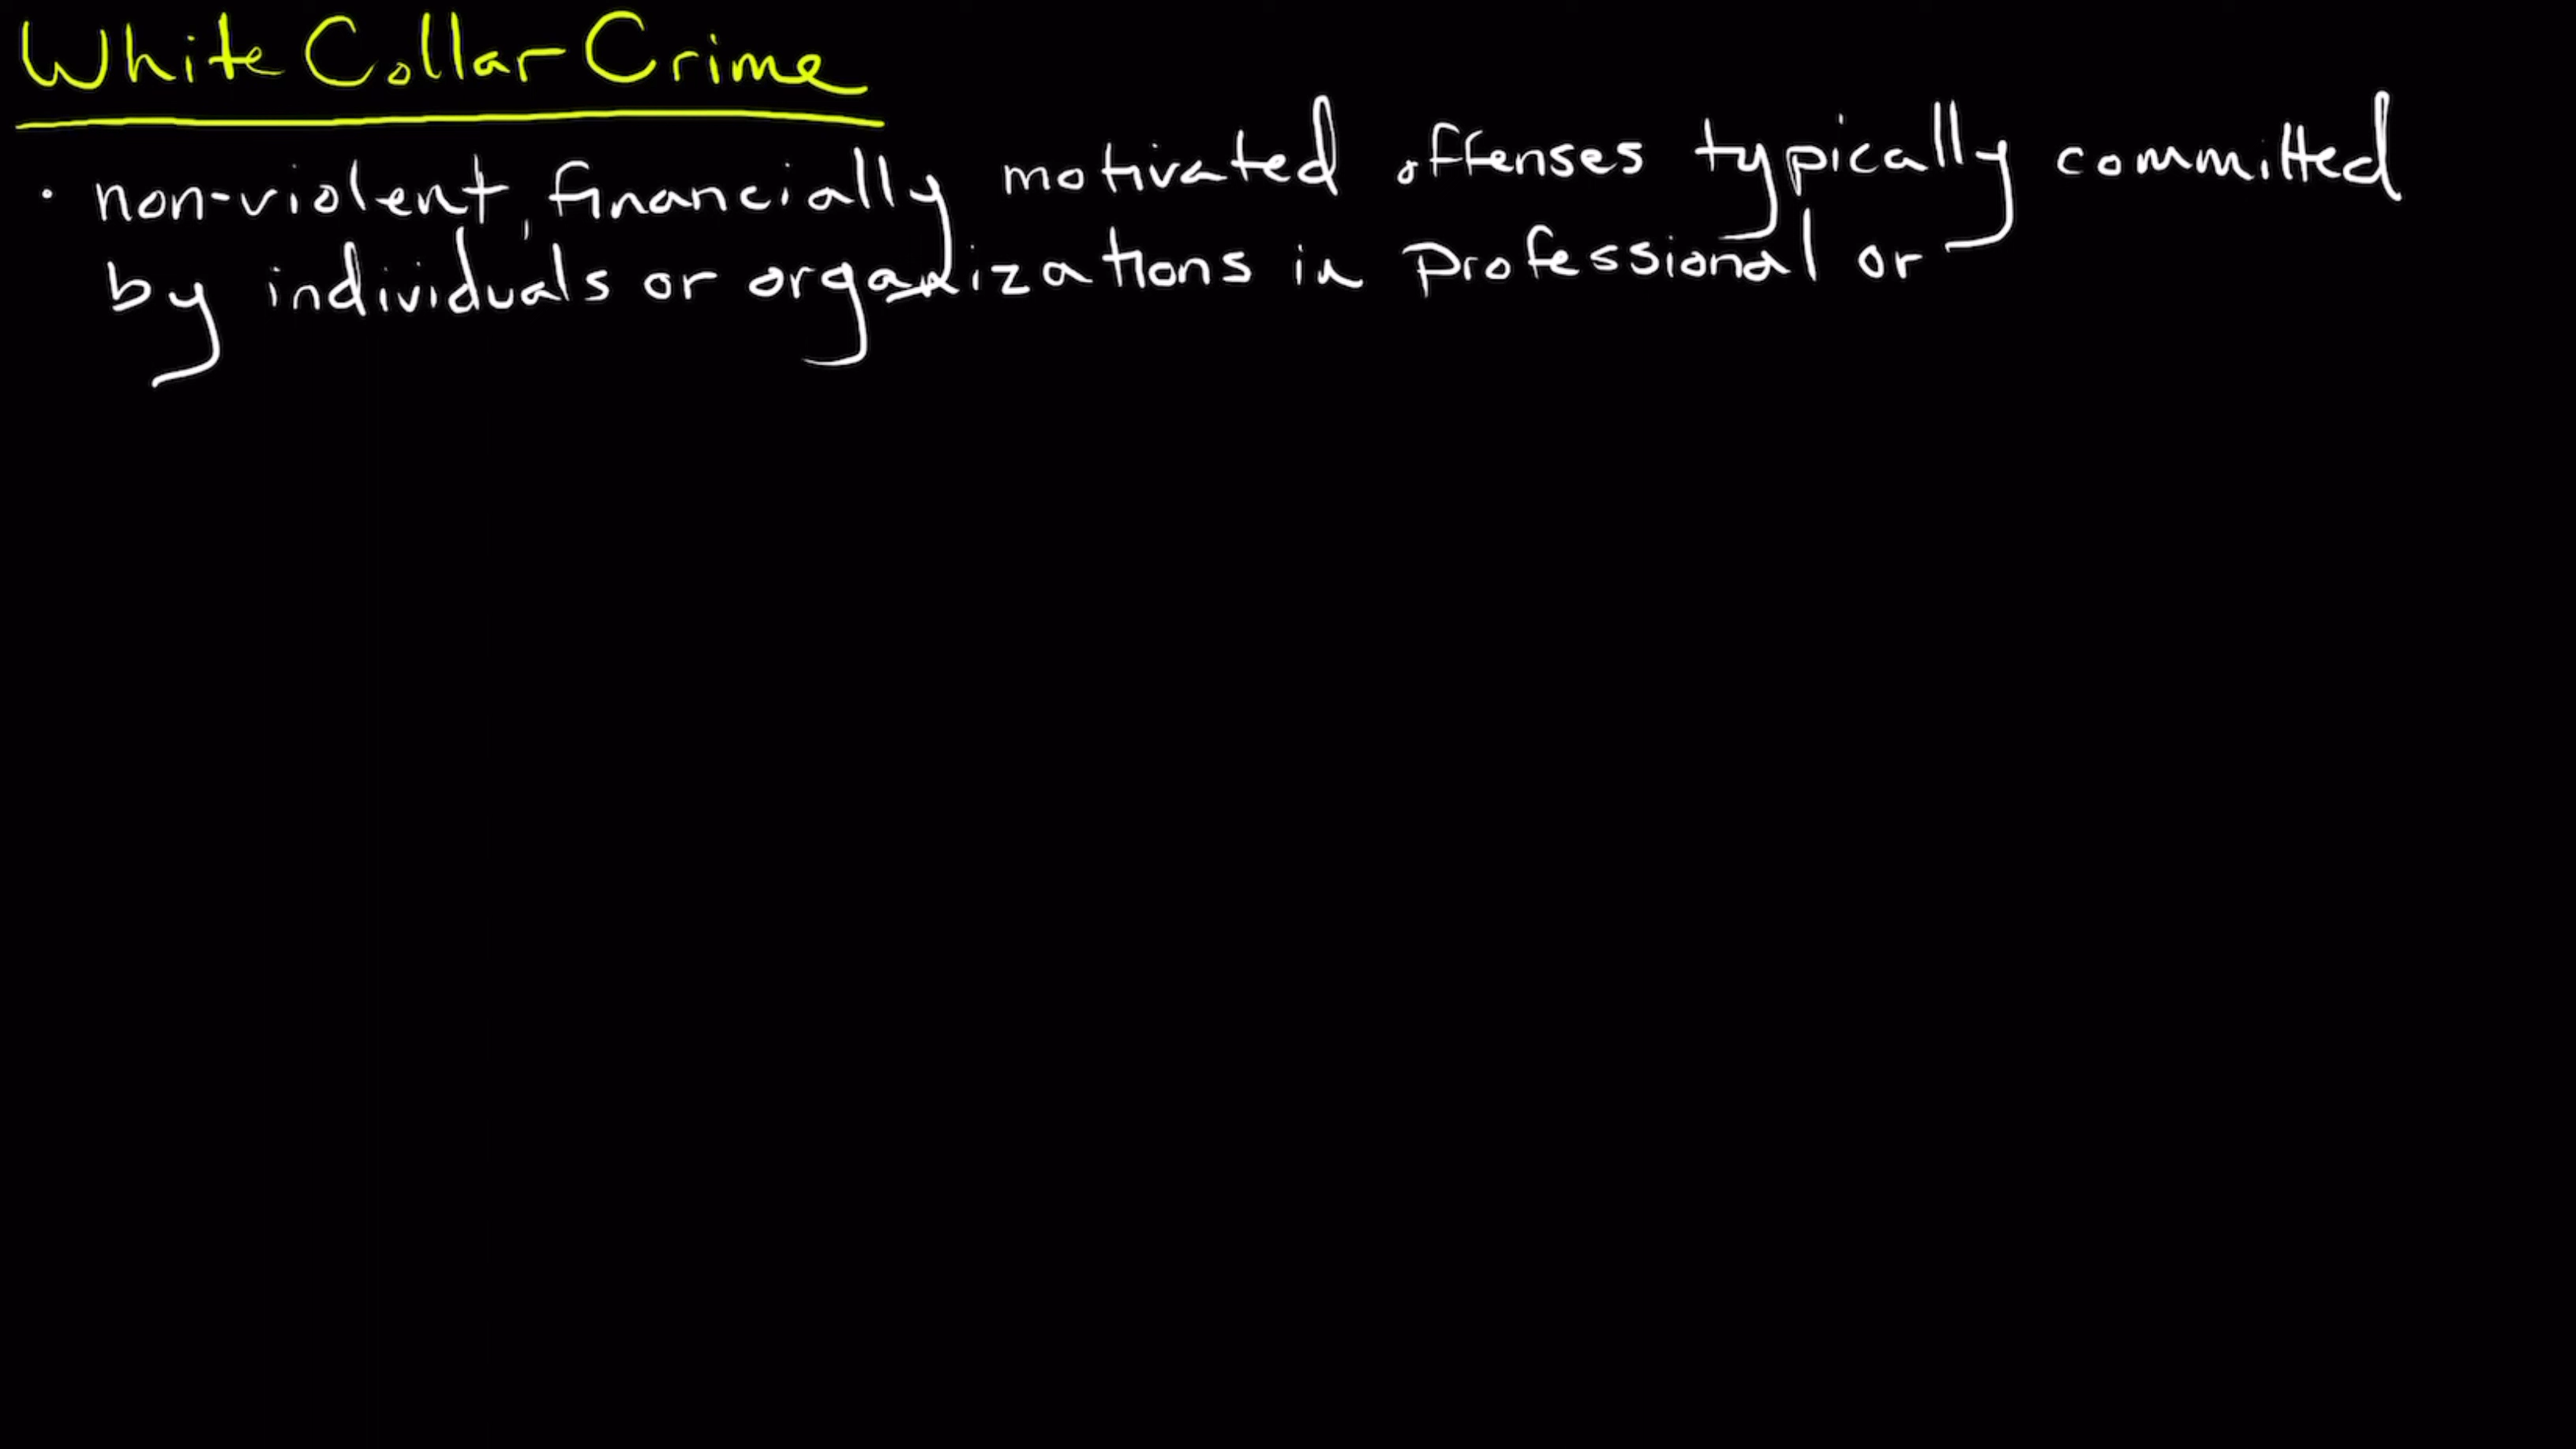 White Collar Crime
• non-violent, financially motivated offenses typically committed
by individuals or organizations in professional or